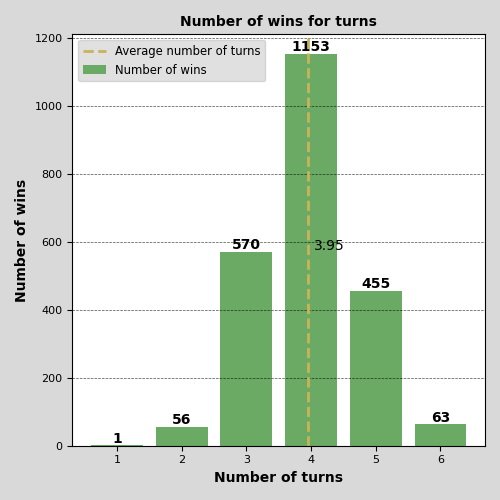 Number of wins for turns
Average number of turns
Number of wins
1200
1000
800
600
400
200
0
Number of wins
1
56
570
1153
3.95
455
63
1 2 3 4 5 6
Number of turns